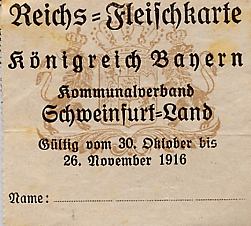 Reichs=Fleischkarte
Königreich Bayern
Kommunalverband
Schweinfurt=Land
Gültig vom 30. Oktober bis
26. November 1916
Name: